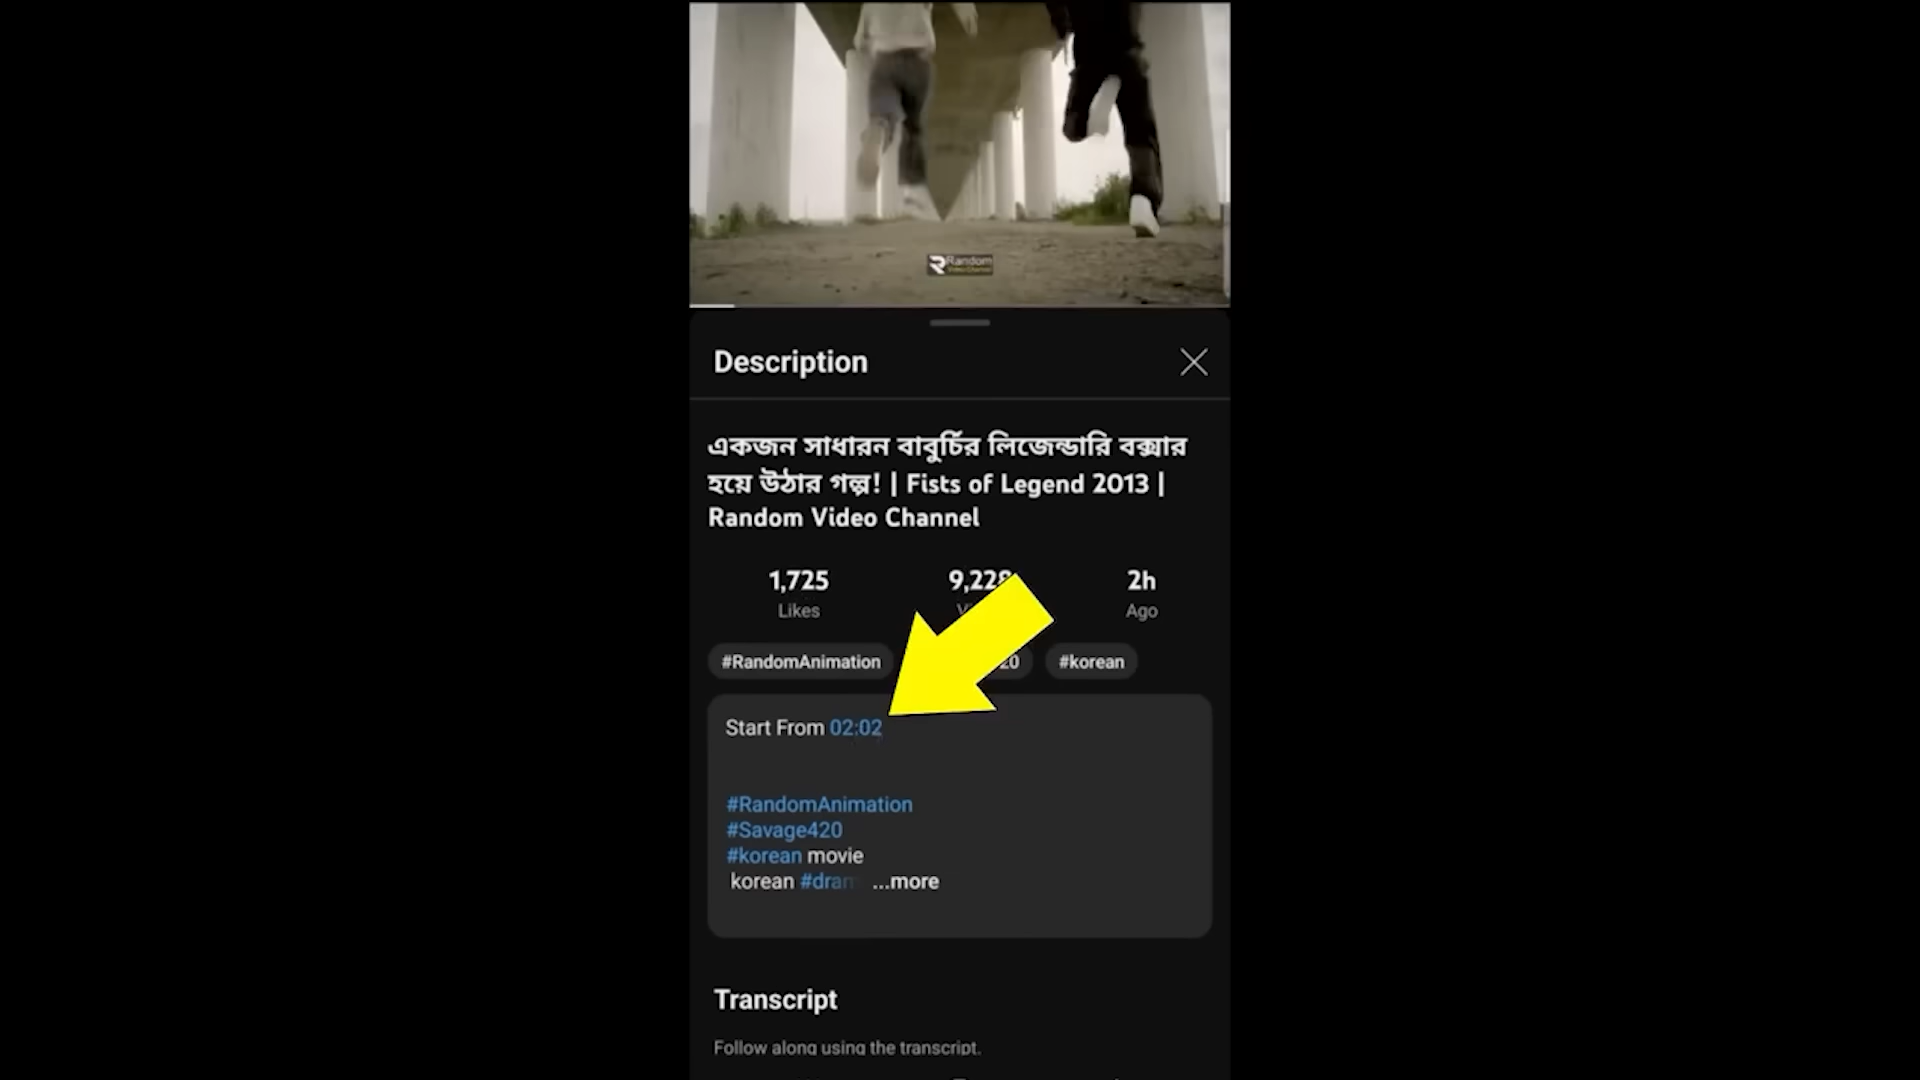 Random
Description
একজন সাধারন বাবুর্চির লিজেন্ডারি বক্সার
হয়ে উঠার গল্প! | Fists of Legend 2013 |
Random Video Channel
1,725 9,228 2h
Likes Ago
#RandomAnimation #korean
Start From 02:02
#RandomAnimation
#Savage420
#korean movie
korean #dram ...more
Transcript
Follow along using the transcript.